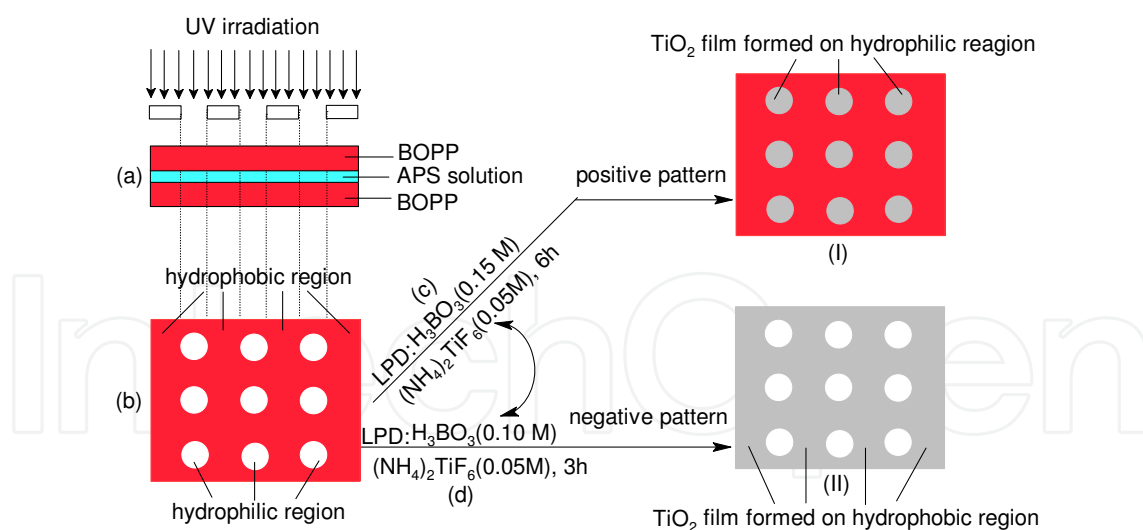 UV irradiation
BOPP
APS solution
BOPP
(a)
hydrophobic region
(b)
hydrophilic region
(c)
LPD: H₃BO₃(0.15 M)
(NH₄)₂TiF₆(0.05M), 6h
positive pattern
LPD: H₃BO₃(0.10 M)
(NH₄)₂TiF₆(0.05M), 3h
(d)
negative pattern
TiO₂ film formed on hydrophilic reagion
(I)
(II)
TiO₂ film formed on hydrophobic region
InTechOpen